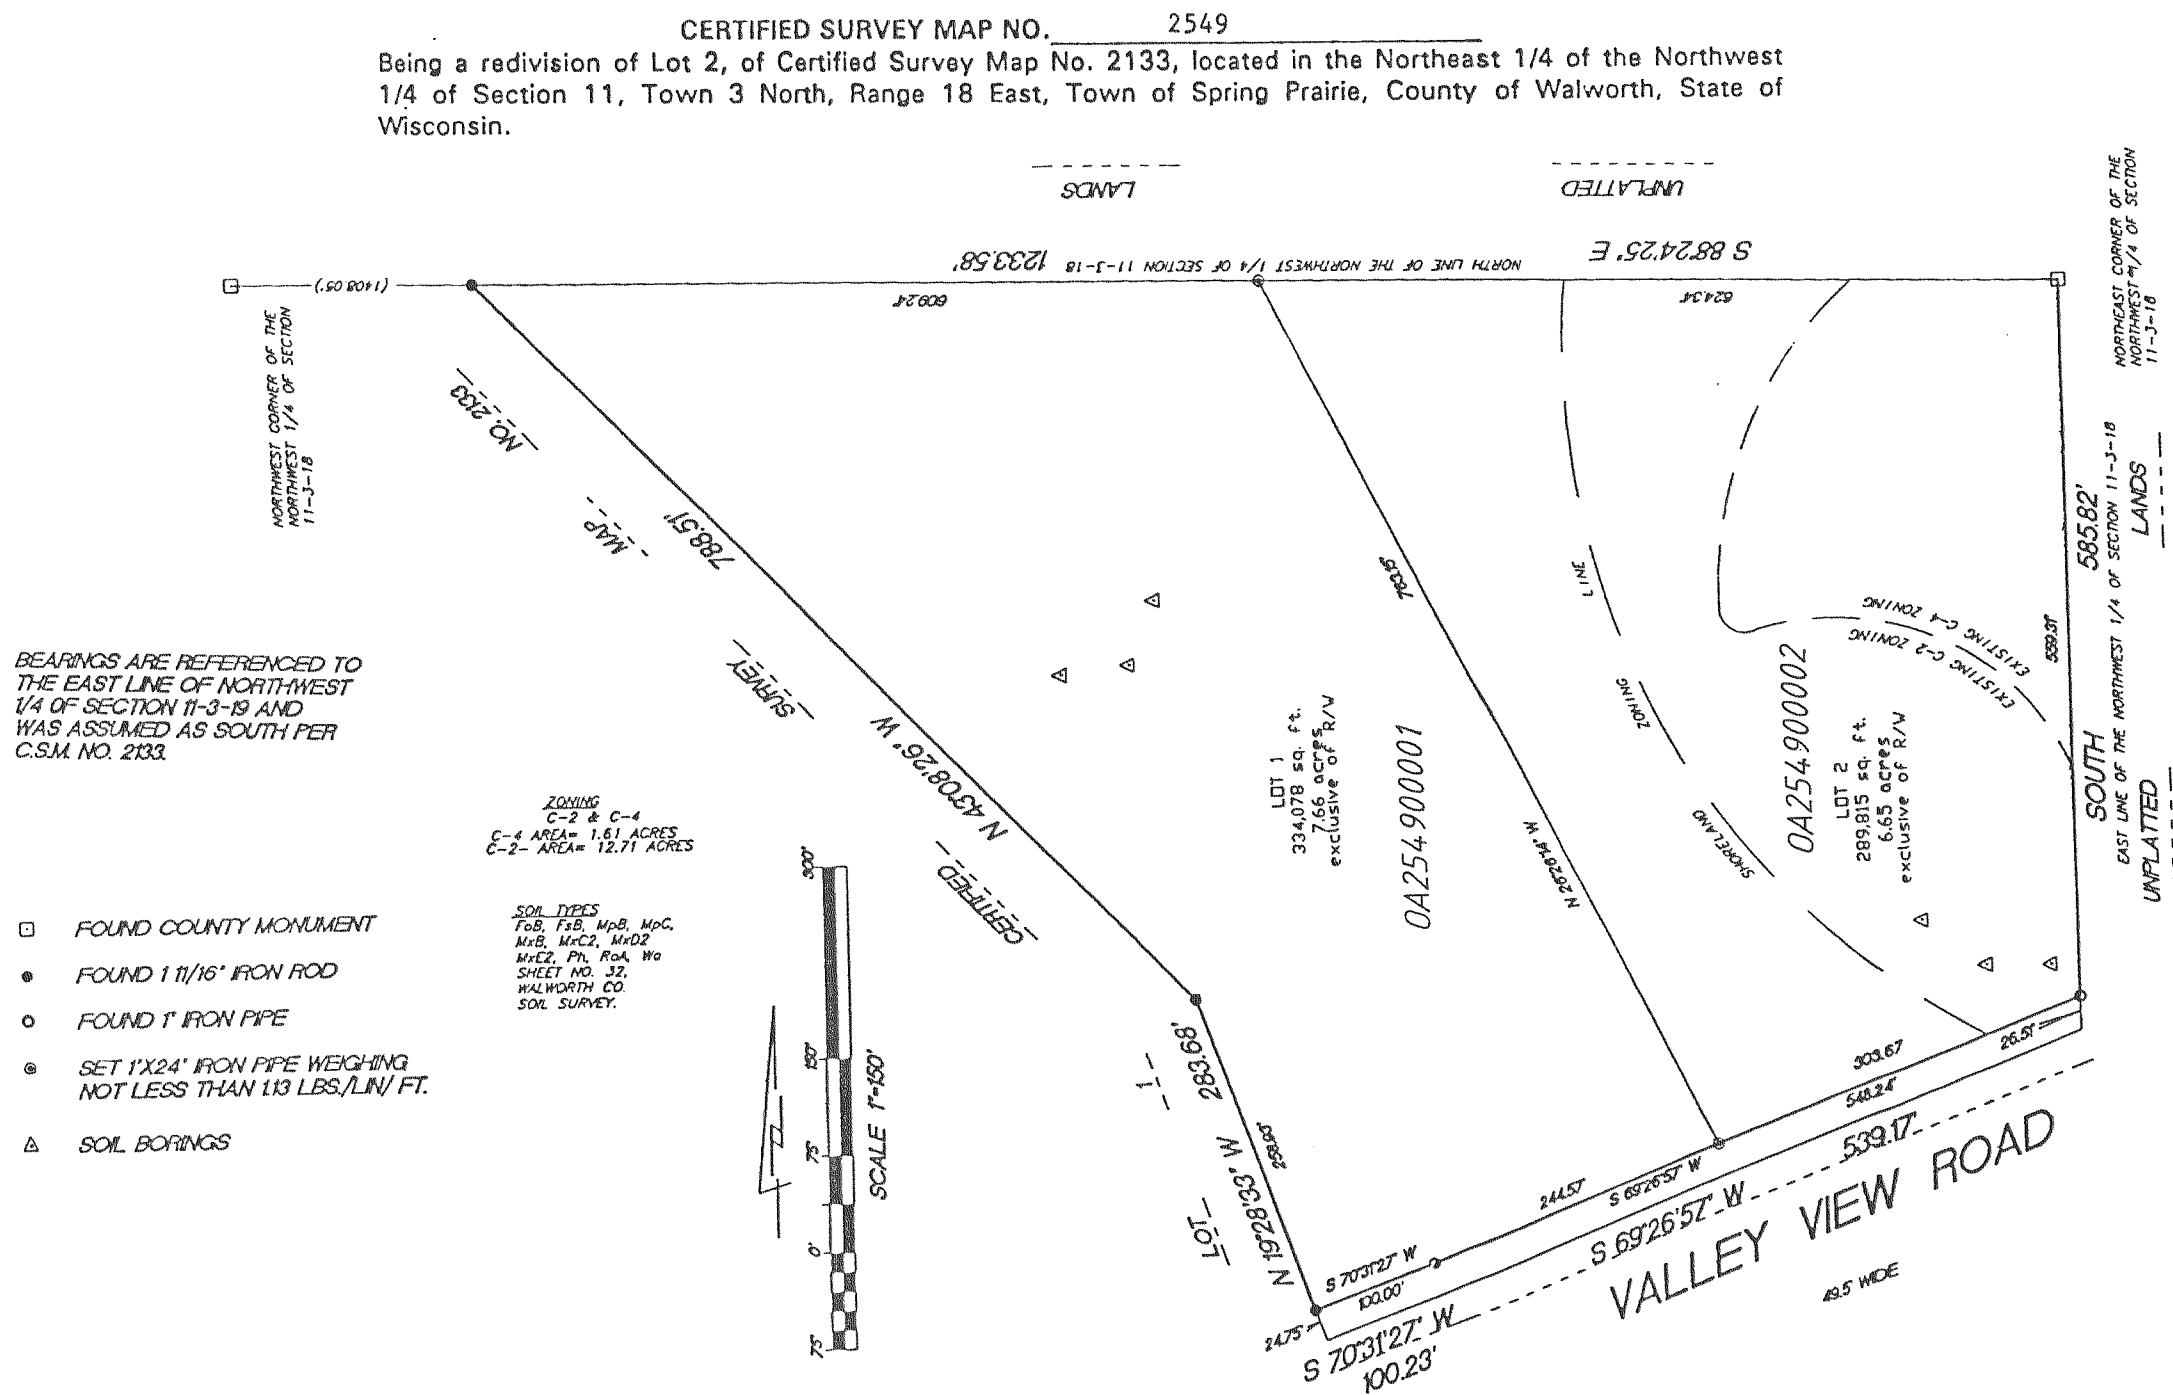 CERTIFIED SURVEY MAP NO. 2549
Being a redivision of Lot 2, of Certified Survey Map No. 2133, located in the Northeast 1/4 of the Northwest
1/4 of Section 11, Town 3 North, Range 18 East, Town of Spring Prairie, County of Walworth, State of
Wisconsin.
LANDS
UNPLATTED
S 88°24'25" E
NORTH LINE OF THE NORTHWEST 1/4 OF SECTION 11-3-18
1233.58'
(1408.05')
609.24'
624.34'
NORTHWEST CORNER OF THE
NORTHWEST 1/4 OF SECTION
11-3-18
NORTHEAST CORNER OF THE
NORTHWEST 1/4 OF SECTION
11-3-18
NO. 2133
MAP
SURVEY
CERTIFIED
788.51'
N 43°08'26" W
763.15'
N 26°26'14" W
LINE
ZONING
SHORELAND
EXISTING C-4 ZONING
EXISTING C-2 ZONING
559.31'
585.82'
SOUTH
EAST LINE OF THE NORTHWEST 1/4 OF SECTION 11-3-18
LANDS
UNPLATTED
LOT 1
334,078 sq. ft.
7.66 acres
exclusive of R/W
0A254900001
0A254900002
LOT 2
289,815 sq. ft.
6.65 acres
exclusive of R/W
BEARINGS ARE REFERENCED TO
THE EAST LINE OF NORTHWEST
1/4 OF SECTION 11-3-19 AND
WAS ASSUMED AS SOUTH PER
C.S.M. NO. 2133.
ZONING
C-2 & C-4
C-4 AREA= 1.61 ACRES
C-2- AREA= 12.71 ACRES
SOIL TYPES
FoB, FsB, MpB, MpC,
MxB, MxC2, MxD2
MxE2, Ph, RaA, Wa
SHEET NO. 32,
WALWORTH CO.
SOIL SURVEY.
FOUND COUNTY MONUMENT
FOUND 1 11/16" IRON ROD
FOUND 1" IRON PIPE
SET 1"X24" IRON PIPE WEIGHING
NOT LESS THAN 1.13 LBS./LIN/ FT.
SOIL BORINGS
300'
150'
75'
0'
75'
SCALE 1"=150'
283.68'
258.93'
N 19°28'33" W
LOT 1
24.75'
S 70°31'27" W
100.00'
244.57'
S 69°26'57" W
303.67
548.24'
26.51'
539.17'
S 69°26'57" W
S 70°31'27" W
100.23'
VALLEY VIEW ROAD
49.5' WIDE